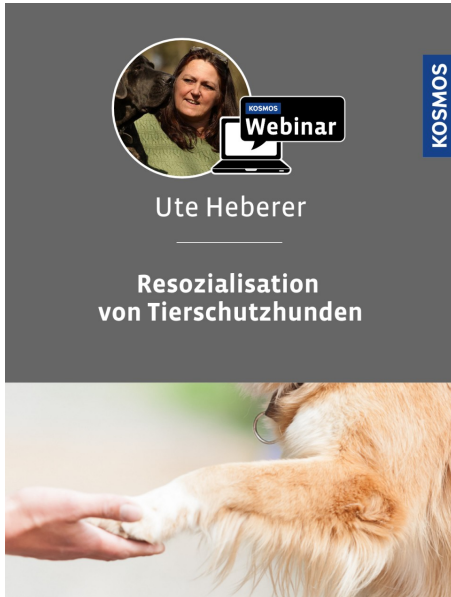 KOSMOS
KOSMOS
Webinar
Ute Heberer
Resozialisation
von Tierschutzhunden